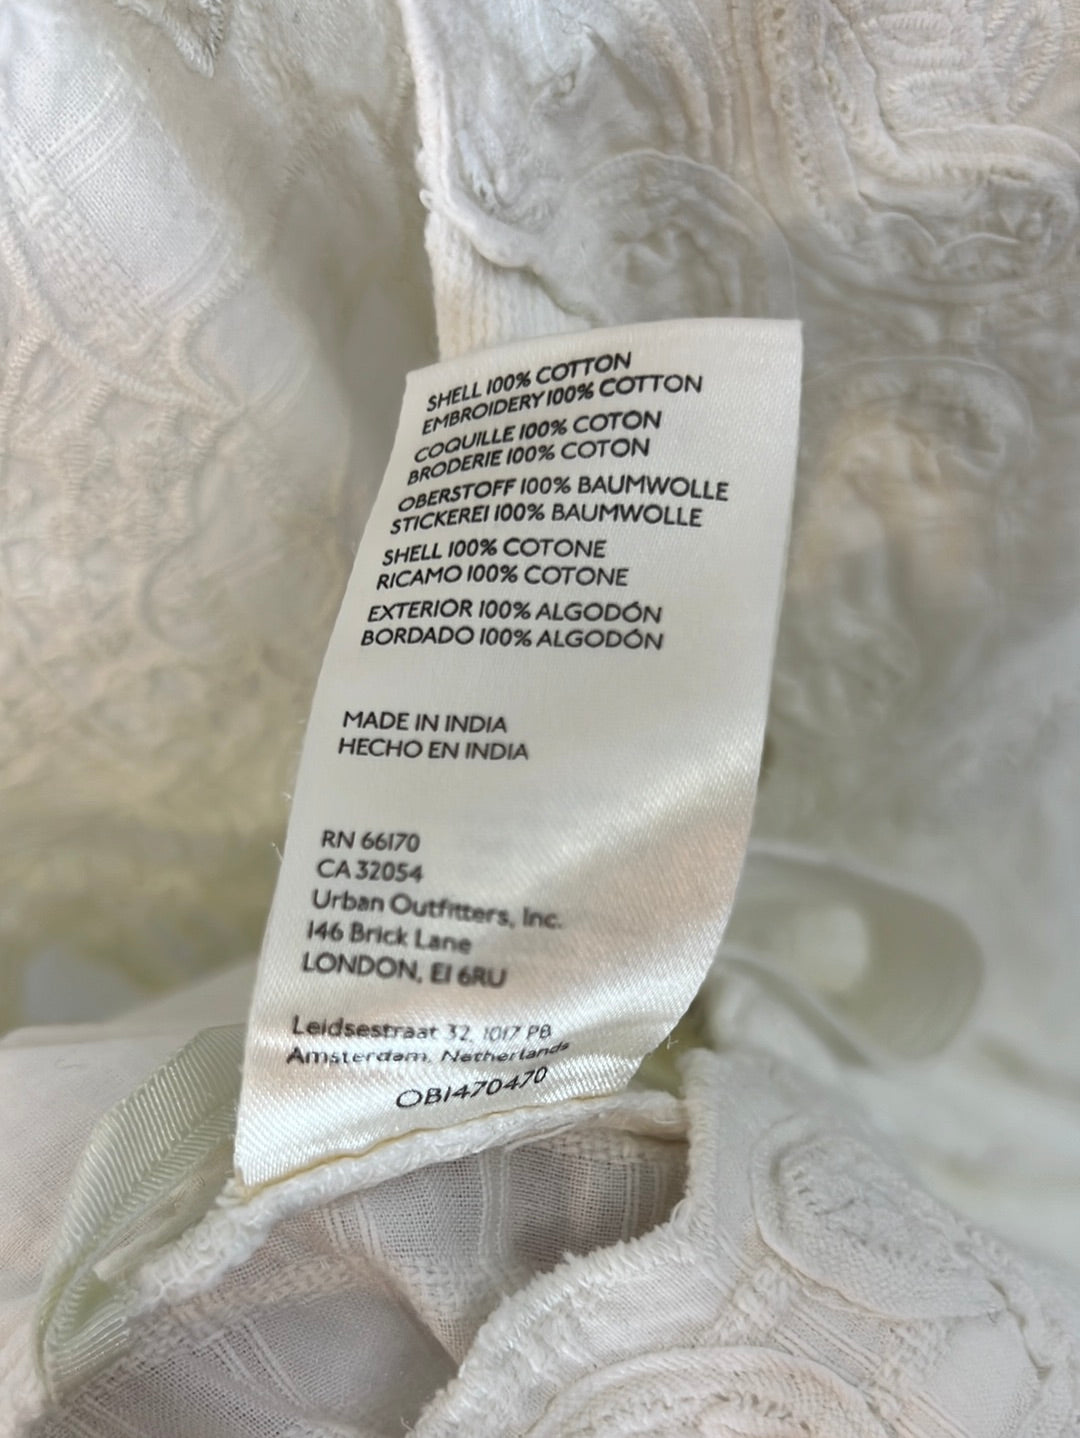 SHELL 100% COTTON
EMBROIDERY 100% COTTON
COQUILLE 100% COTON
BRODERIE 100% COTON
OBERSTOFF 100% BAUMWOLLE
STICKEREI 100% BAUMWOLLE
SHELL 100% COTONE
RICAMO 100% COTONE
EXTERIOR 100% ALGODÓN
BORDADO 100% ALGODÓN
MADE IN INDIA
HECHO EN INDIA
RN 66170
CA 32054
Urban Outfitters, Inc.
146 Brick Lane
LONDON, E1 6RU
Leidsestraat 32, 1017 PB
Amsterdam, Netherlands
OB1470470